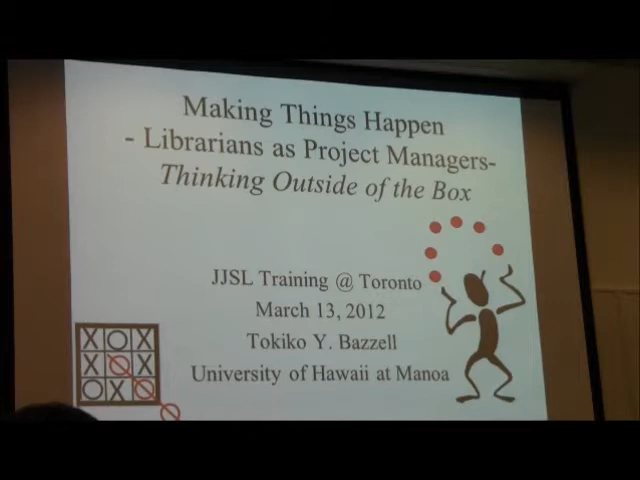 Making Things Happen
- Librarians as Project Managers-
Thinking Outside of the Box
JJSL Training @ Toronto
March 13, 2012
Tokiko Y. Bazzell
University of Hawaii at Manoa
X O X
X O X
O X O
O